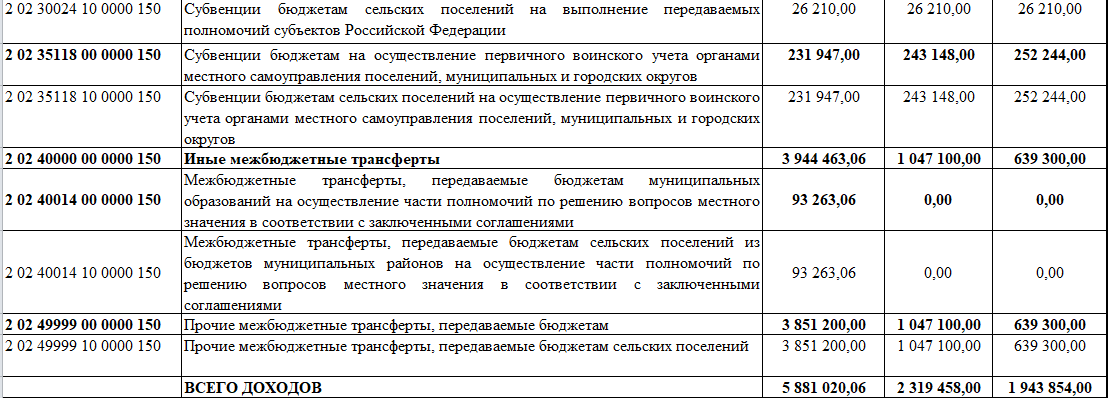 2 02 30024 10 0000 150 Субвенции бюджетам сельских поселений на выполнение передаваемых 26 210,00 26 210,00 26 210,00
полномочий субъектов Российской Федерации
2 02 35118 00 0000 150 Субвенции бюджетам на осуществление первичного воинского учета органами 231 947,00 243 148,00 252 244,00
местного самоуправления поселений, муниципальных и городских округов
2 02 35118 10 0000 150 Субвенции бюджетам сельских поселений на осуществление первичного воинского 231 947,00 243 148,00 252 244,00
учета органами местного самоуправления поселений, муниципальных и городских
округов
2 02 40000 00 0000 150 Иные межбюджетные трансферты 3 944 463,06 1 047 100,00 639 300,00
Межбюджетные трансферты, передаваемые бюджетам муниципальных
2 02 40014 00 0000 150 образований на осуществление части полномочий по решению вопросов местного 93 263,06 0,00 0,00
значения в соответствии с заключенными соглашениями
Межбюджетные трансферты, передаваемые бюджетам сельских поселений из
бюджетов муниципальных районов на осуществление части полномочий по
2 02 40014 10 0000 150 решению вопросов местного значения в соответствии с заключенными 93 263,06 0,00 0,00
соглашениями
2 02 49999 00 0000 150 Прочие межбюджетные трансферты, передаваемые бюджетам 3 851 200,00 1 047 100,00 639 300,00
2 02 49999 10 0000 150 Прочие межбюджетные трансферты, передаваемые бюджетам сельских поселений 3 851 200,00 1 047 100,00 639 300,00
ВСЕГО ДОХОДОВ 5 881 020,06 2 319 458,00 1 943 854,00